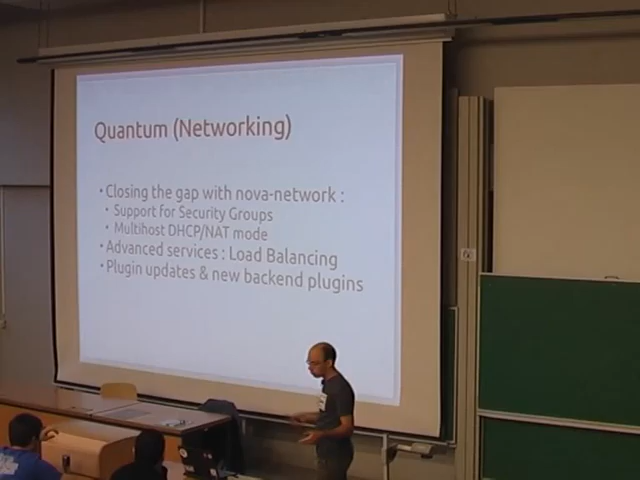 Quantum (Networking)
• Closing the gap with nova-network :
• Support for Security Groups
• Multihost DHCP/NAT mode
• Advanced services : Load Balancing
• Plugin updates & new backend plugins